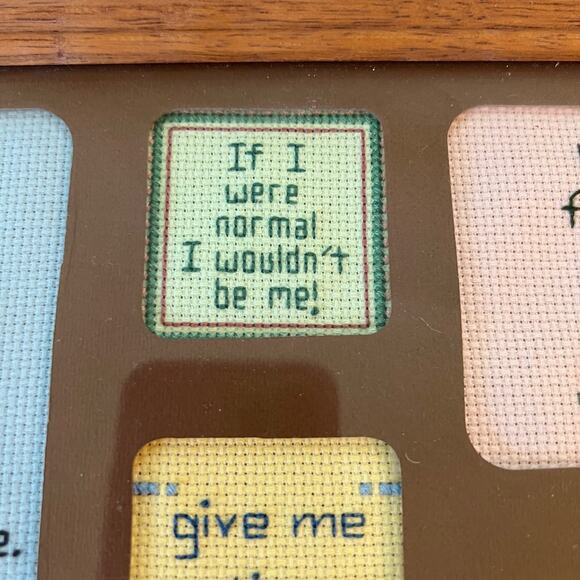 If I
were
normal
I wouldn't
be me!
give me
e.